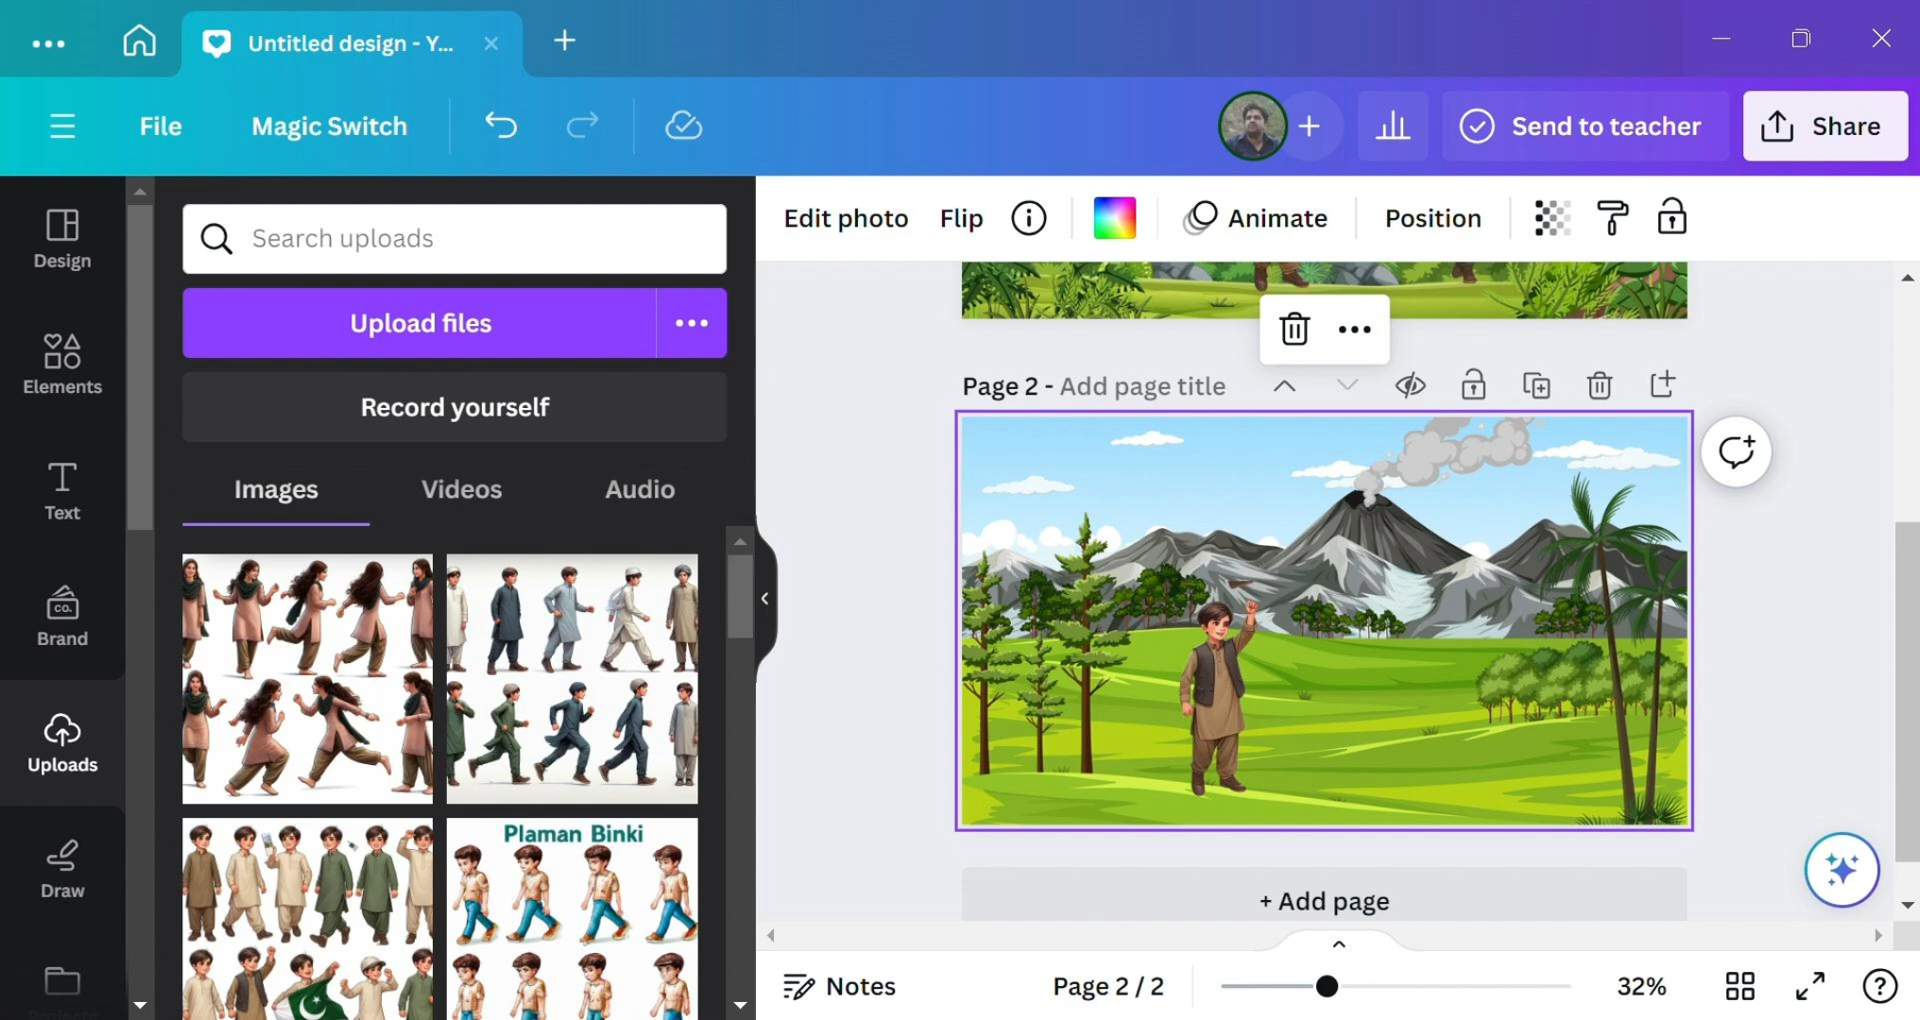 Untitled design - Y...
File
Magic Switch
Send to teacher
Share
Design
Elements
Text
CO.
Brand
Uploads
Draw
Search uploads
Upload files
Record yourself
Images
Videos
Audio
Plaman Binki
Edit photo
Flip
Animate
Position
Page 2 - Add page title
+ Add page
Notes
Page 2 / 2
32%